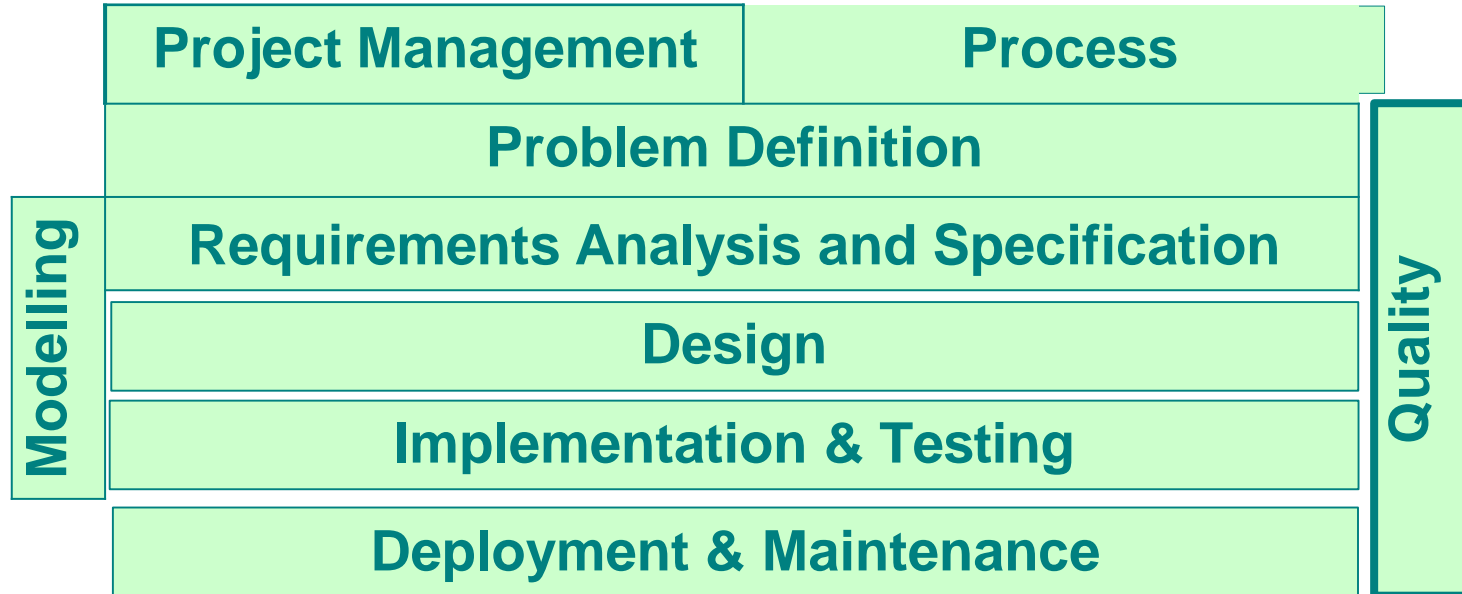 Project Management
Process
Problem Definition
Modelling
Requirements Analysis and Specification
Design
Implementation & Testing
Deployment & Maintenance
Quality